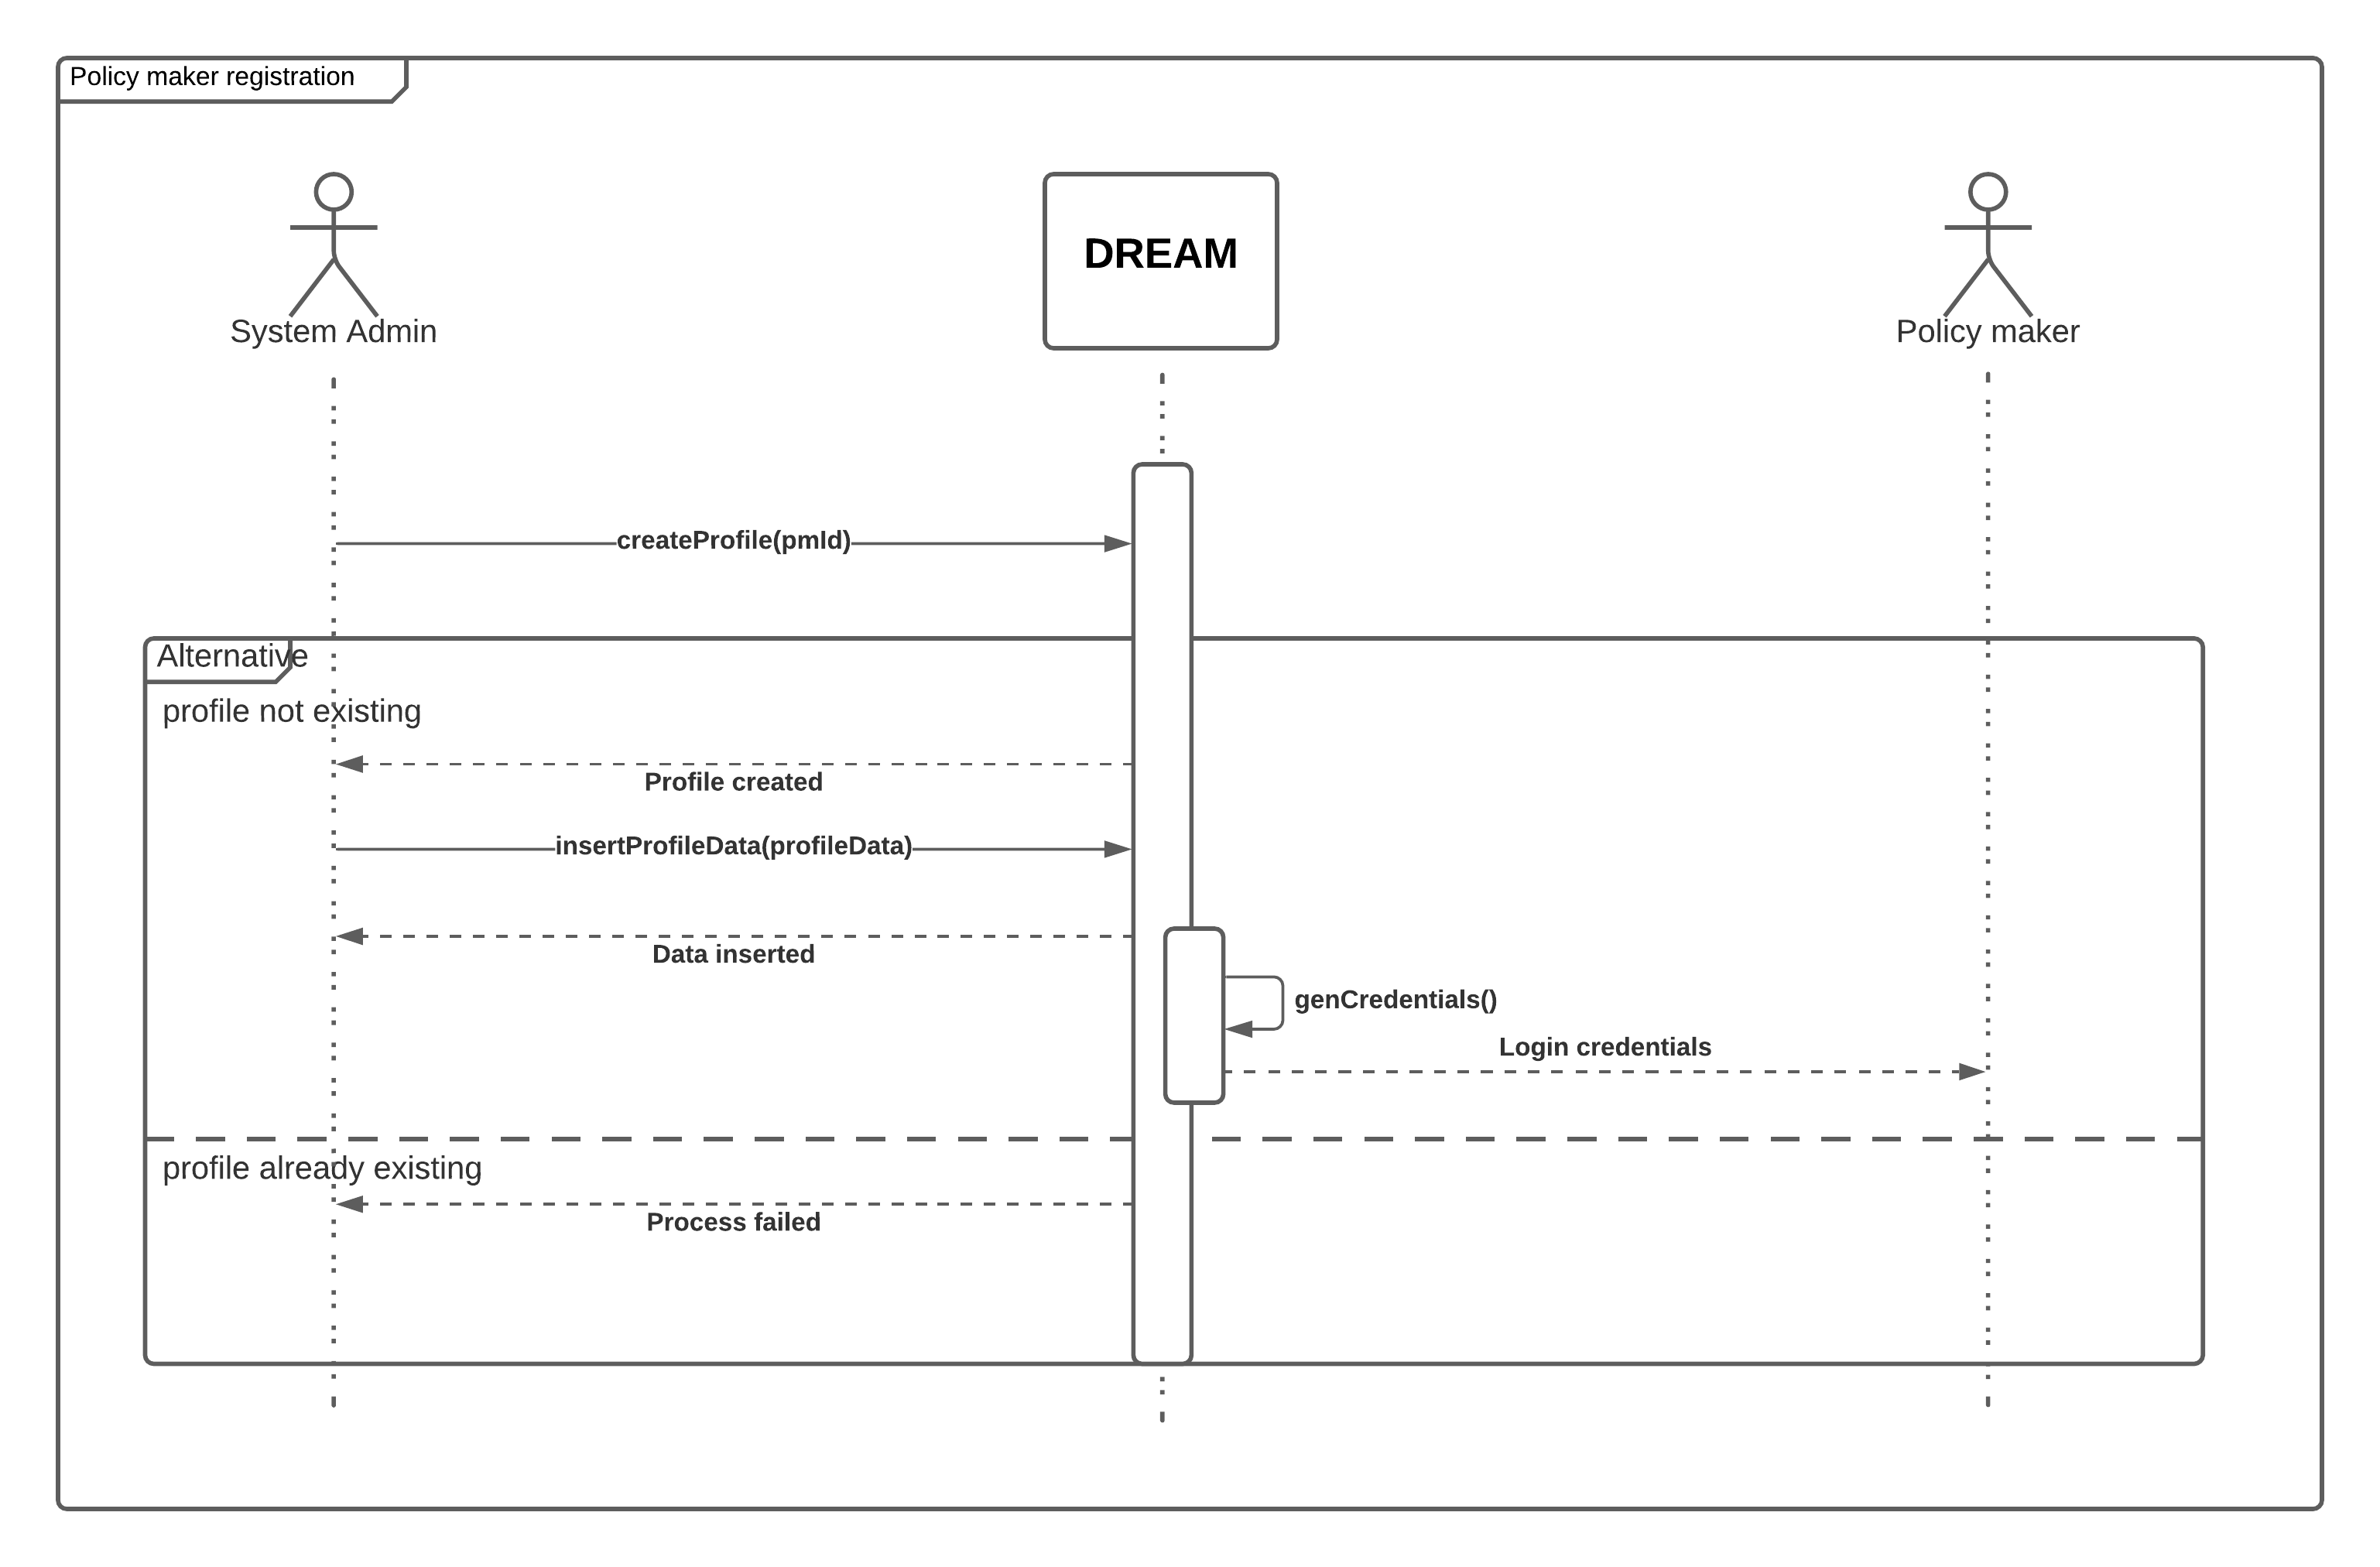 Policy maker registration
DREAM
System Admin
Policy maker
createProfile(pmId)
Alternative
profile not existing
Profile created
insertProfileData(profileData)
Data inserted
genCredentials()
Login credentials
profile already existing
Process failed